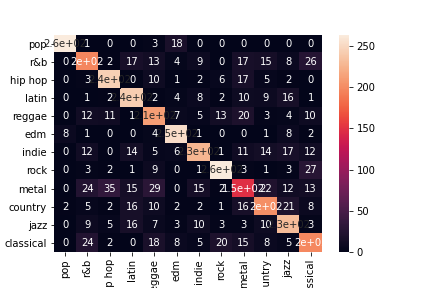 pop 2.6e+02 1 0 0 3 18 0 0 0 0 0 0
r&b 0 2e+02 2 17 13 4 9 0 17 15 8 26
hip hop 0 3 2.4e+02 0 10 1 2 6 17 5 2 0
latin 0 1 2 2.4e+02 2 4 8 2 10 9 16 1
reggae 0 12 11 1 2.1e+02 7 5 13 20 3 4 10
edm 8 1 0 0 4 2.5e+02 1 0 0 1 8 2
indie 0 12 0 14 5 6 2.3e+02 1 11 14 17 12
rock 0 3 2 1 9 0 1 2.6e+02 3 1 3 27
metal 0 24 35 15 29 0 15 2 1.5e+02 22 12 13
country 2 5 2 16 10 2 2 1 16 2e+02 21 8
jazz 0 9 5 16 7 3 10 3 3 10 2.3e+02 3
classical 0 24 2 0 18 8 5 20 15 8 5 2e+02
pop
r&b
p hop
latin
eggae
edm
indie
rock
metal
untry
jazz
ssical
250
200
150
100
50
0